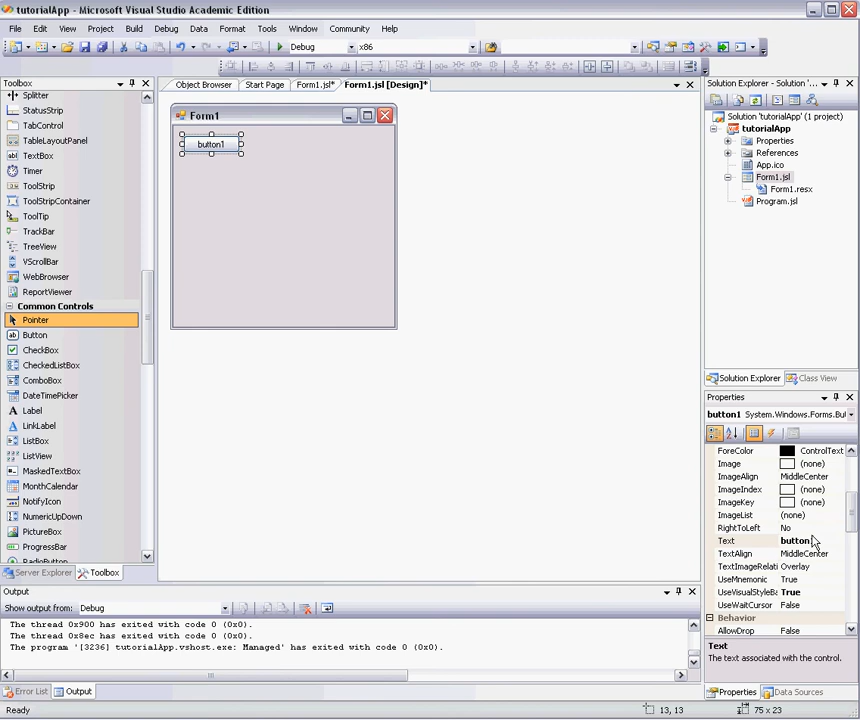 tutorialApp - Microsoft Visual Studio Academic Edition
File Edit View Project Build Debug Data Format Tools Window Community Help
Debug x86
Toolbox
Splitter
StatusStrip
TabControl
TableLayoutPanel
TextBox
Timer
ToolStrip
ToolStripContainer
ToolTip
TrackBar
TreeView
VScrollBar
WebBrowser
ReportViewer
Common Controls
Pointer
Button
CheckBox
CheckedListBox
ComboBox
DateTimePicker
Label
LinkLabel
ListBox
ListView
MaskedTextBox
MonthCalendar
NotifyIcon
NumericUpDown
PictureBox
ProgressBar
RadioButton
Server Explorer Toolbox
Object Browser Start Page Form1.jsl* Form1.jsl [Design]*
Form1
button1
Solution Explorer - Solution '...
Solution 'tutorialApp' (1 project)
tutorialApp
Properties
References
App.ico
Form1.jsl
Form1.resx
Program.jsl
Solution Explorer Class View
Properties
button1 System.Windows.Forms.But
ForeColor ControlText
Image (none)
ImageAlign MiddleCenter
ImageIndex (none)
ImageKey (none)
ImageList (none)
RightToLeft No
Text button
TextAlign MiddleCenter
TextImageRelati Overlay
UseMnemonic True
UseVisualStyleBa True
UseWaitCursor False
Behavior
AllowDrop False
Text
The text associated with the control.
Properties Data Sources
Output
Show output from: Debug
The thread 0x900 has exited with code 0 (0x0).
The thread 0x8ec has exited with code 0 (0x0).
The program '[3236] tutorialApp.vshost.exe: Managed' has exited with code 0 (0x0).
Error List Output
Ready 13, 13 75 x 23